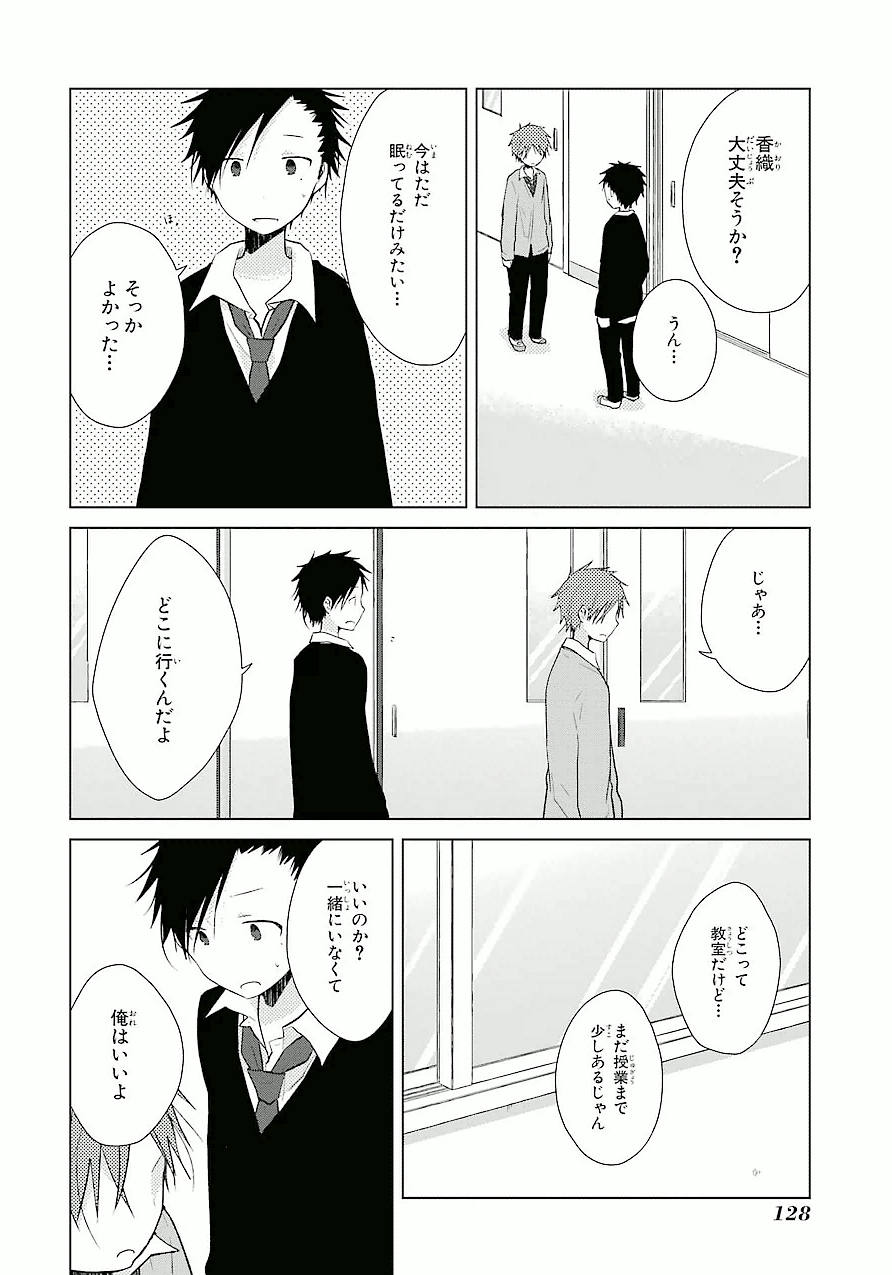 香織
大丈夫そうか?
うん…
今はただ
眠ってるだけみたい…
ほっ
そっか
よかった…
じゃあ…
どこに行くんだよ
どこって
教室だけど…
まだ授業まで
少しあるじゃん
いいのか?
一緒にいなくて
俺はいいよ
128